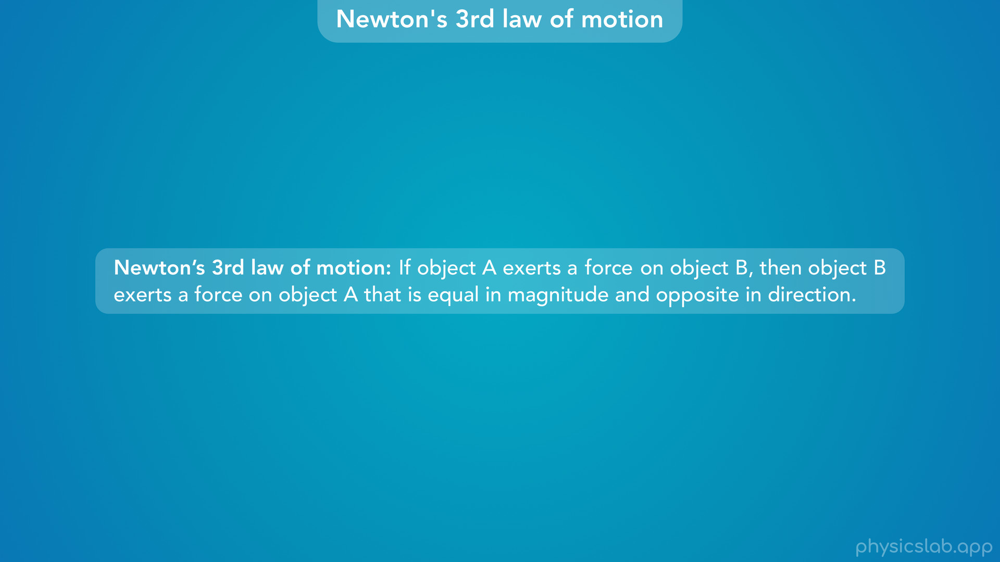 Newton's 3rd law of motion
Newton’s 3rd law of motion: If object A exerts a force on object B, then object B
exerts a force on object A that is equal in magnitude and opposite in direction.
physicslab.app